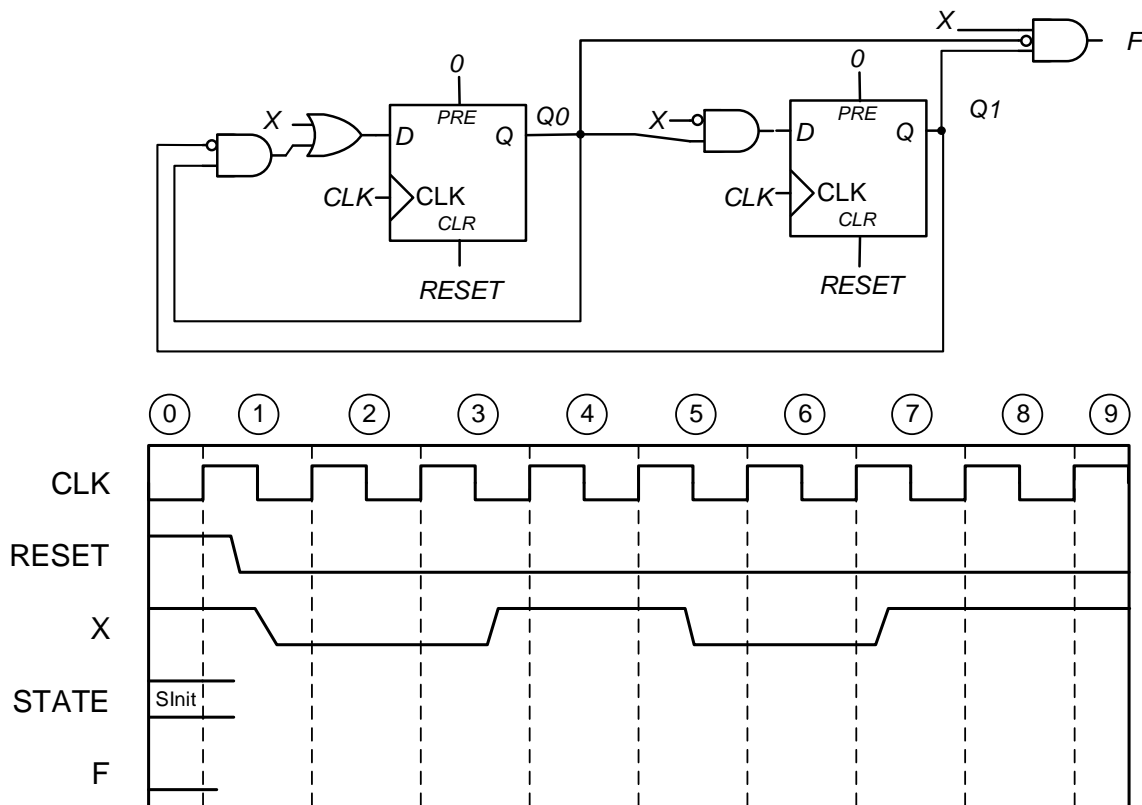 X
F
0
0
PRE
PRE
X
D
Q
Q0
X
D
Q
Q1
CLK
CLK
CLK
CLK
CLR
CLR
RESET
RESET
0 1 2 3 4 5 6 7 8 9
CLK
RESET
X
STATE
SInit
F